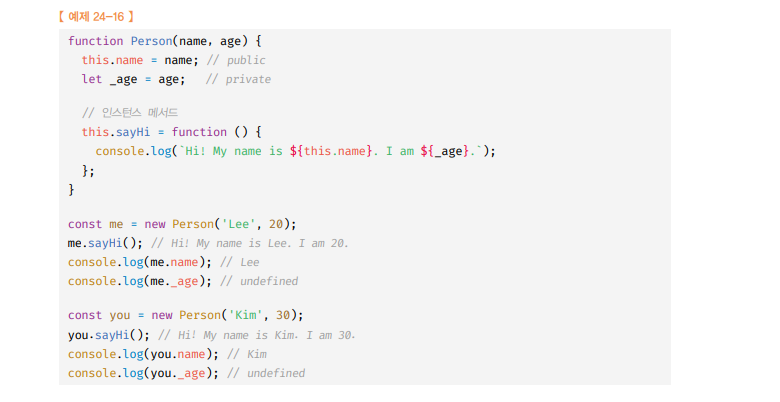 【 예제 24-16 】
function Person(name, age) {
  this.name = name; // public
  let _age = age;   // private

  // 인스턴스 메서드
  this.sayHi = function () {
    console.log(`Hi! My name is ${this.name}. I am ${_age}.`);
  };
}

const me = new Person('Lee', 20);
me.sayHi(); // Hi! My name is Lee. I am 20.
console.log(me.name); // Lee
console.log(me._age); // undefined

const you = new Person('Kim', 30);
you.sayHi(); // Hi! My name is Kim. I am 30.
console.log(you.name); // Kim
console.log(you._age); // undefined